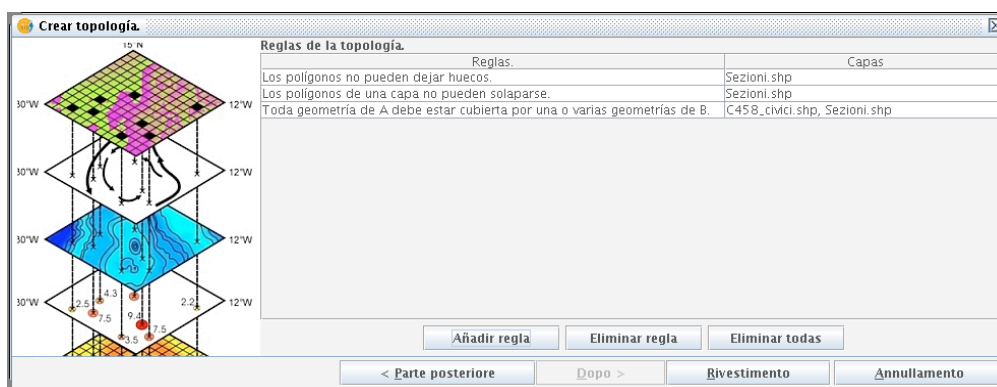 Crear topología.
Reglas de la topología.
Reglas. Capas
Los polígonos no pueden dejar huecos. Sezioni.shp
Los polígonos de una capa no pueden solaparse. Sezioni.shp
Toda geometría de A debe estar cubierta por una o varias geometrías de B. C458_civici.shp, Sezioni.shp
15°N
30°W 12°W
30°W 12°W
30°W 12°W
30°W 12°W
2.5 4.3 2.2
7.5 9.4
3.5 7.5
Añadir regla Eliminar regla Eliminar todas
< Parte posteriore Dopo > Rivestimento Annullamento